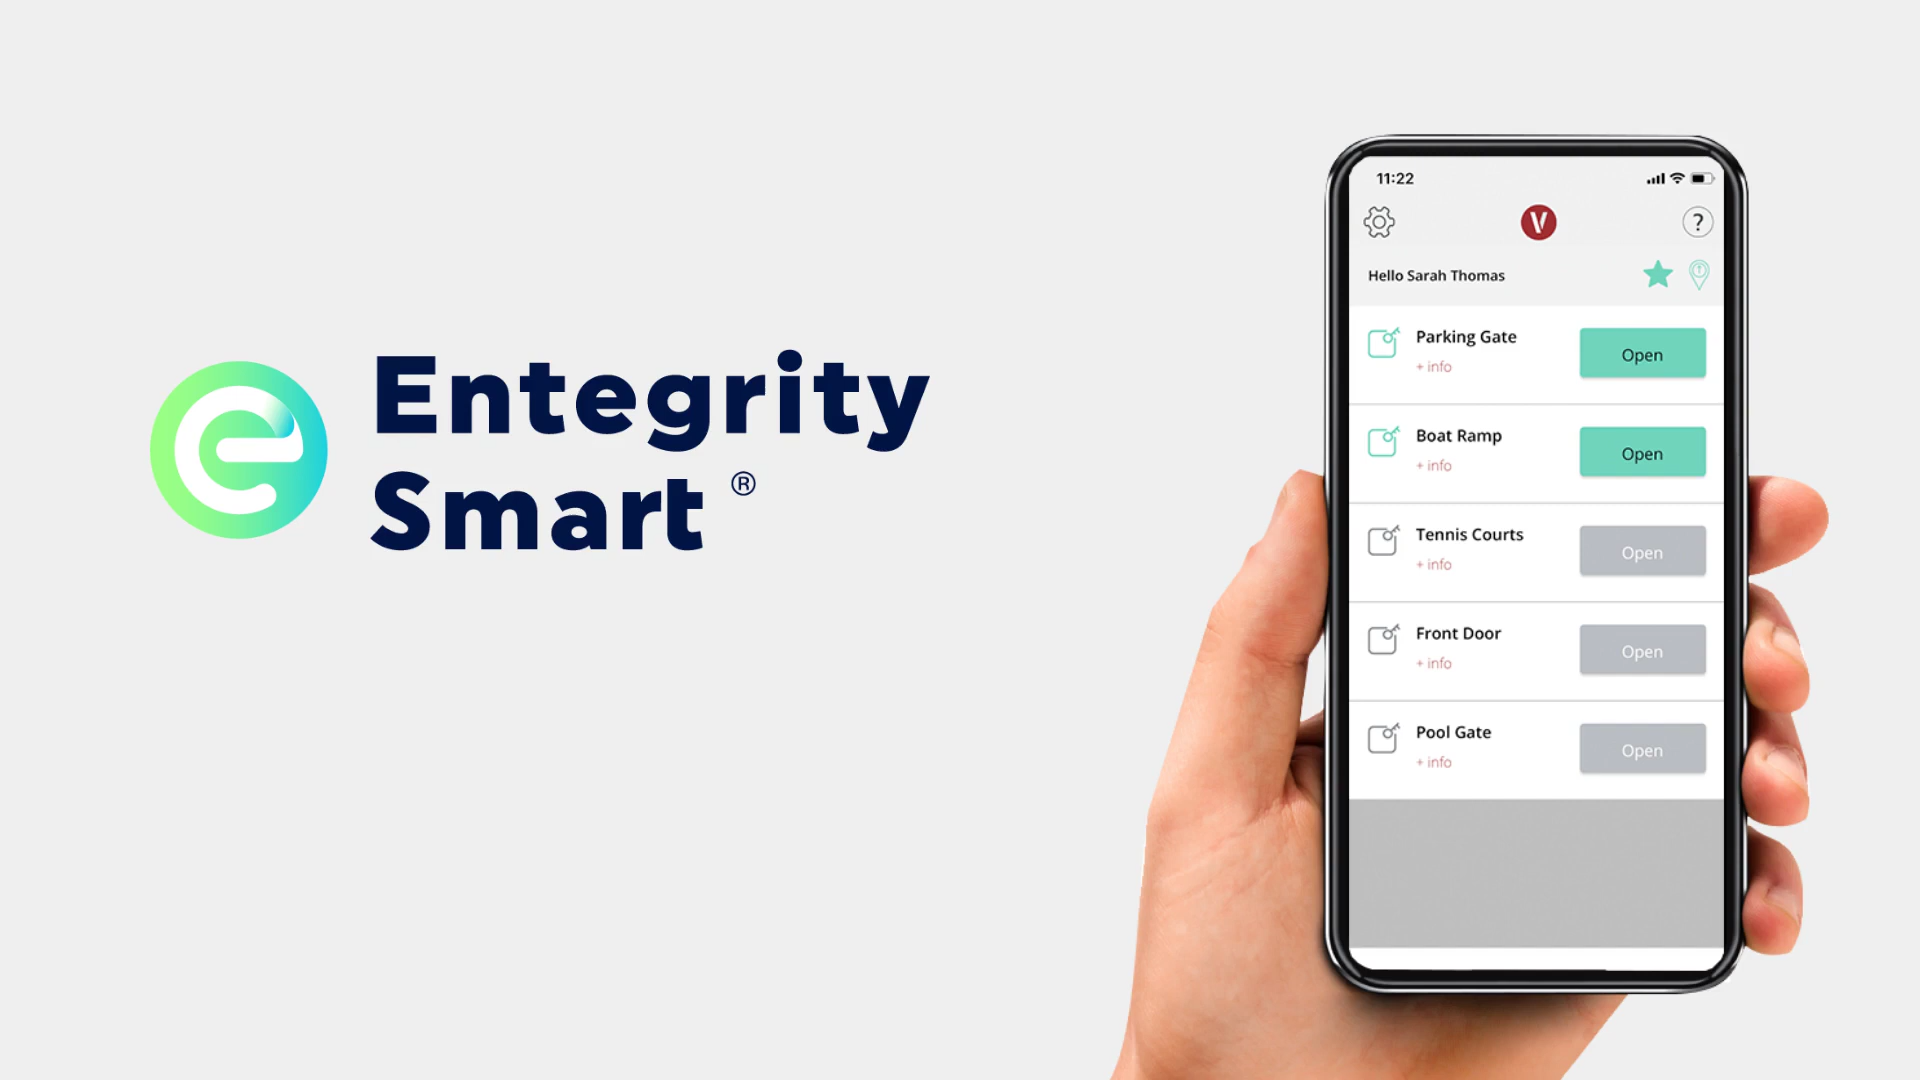 Entegrity
Smart ®
11:22
V
?
Hello Sarah Thomas
Parking Gate
+ info
Open
Boat Ramp
+ info
Open
Tennis Courts
+ info
Open
Front Door
+ info
Open
Pool Gate
+ info
Open